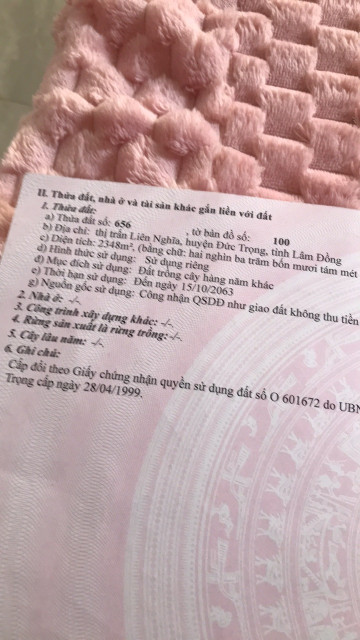 II. Thửa đất, nhà ở và tài sản khác gắn liền với đất
1. Thửa đất:
a) Thửa đất số: 656 , tờ bản đồ số: 100
b) Địa chỉ: thị trấn Liên Nghĩa, huyện Đức Trọng, tỉnh Lâm Đồng
c) Diện tích: 2348m², (bằng chữ: hai nghìn ba trăm bốn mươi tám mét
d) Hình thức sử dụng: Sử dụng riêng
đ) Mục đích sử dụng: Đất trồng cây hàng năm khác
e) Thời hạn sử dụng: Đến ngày 15/10/2063
g) Nguồn gốc sử dụng: Công nhận QSDĐ như giao đất không thu tiền
2. Nhà ở: -/-.
3. Công trình xây dựng khác: -/-.
4. Rừng sản xuất là rừng trồng: -/-.
5. Cây lâu năm: -/-.
6. Ghi chú:
Cấp đổi theo Giấy chứng nhận quyền sử dụng đất số O 601672 do UBN
Trọng cấp ngày 28/04/1999.